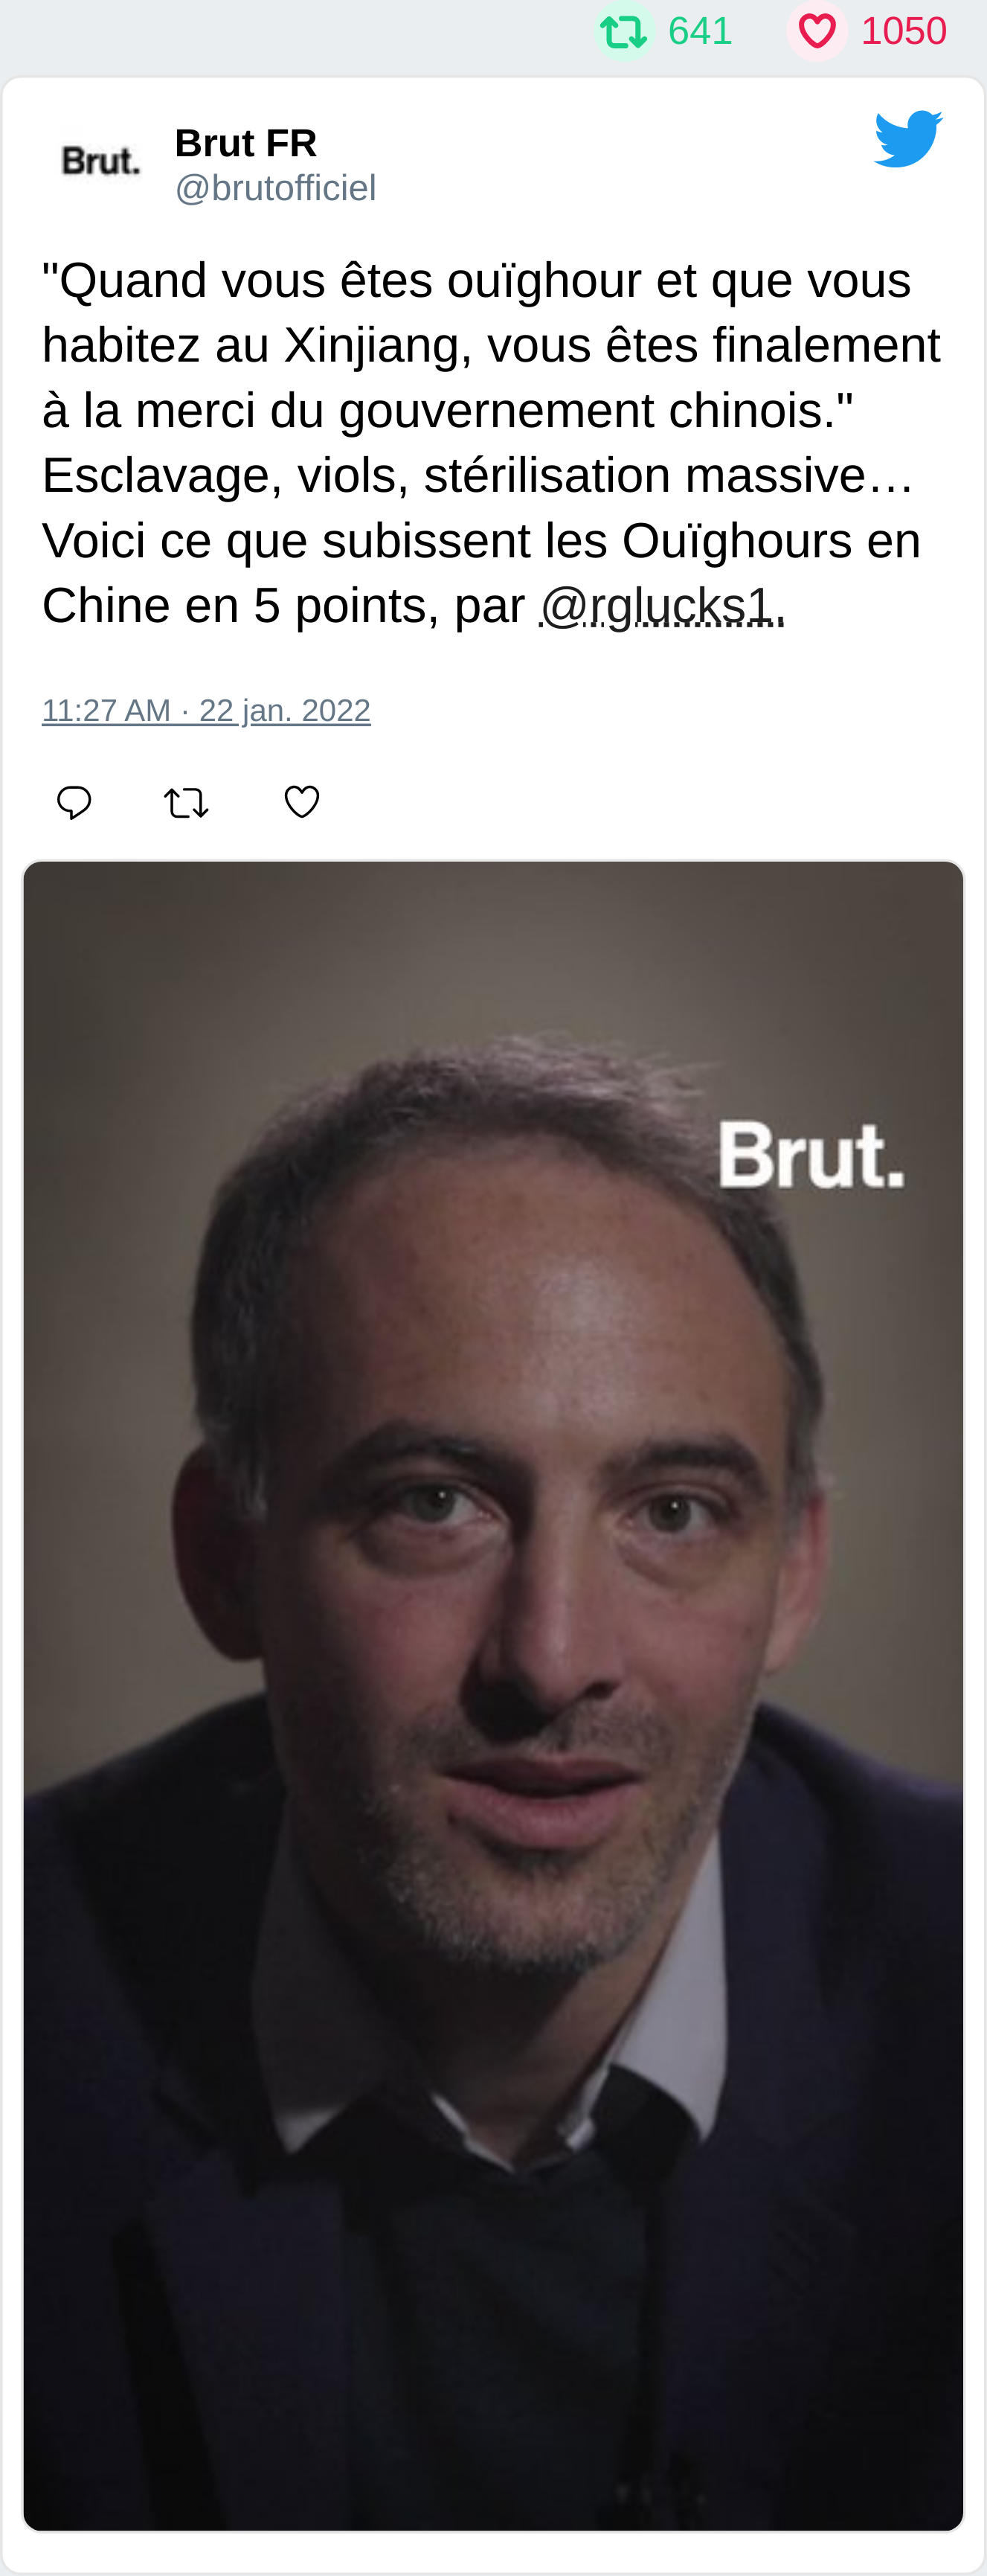 641 1050
Brut.
Brut FR
@brutofficiel
"Quand vous êtes ouïghour et que vous
habitez au Xinjiang, vous êtes finalement
à la merci du gouvernement chinois."
Esclavage, viols, stérilisation massive…
Voici ce que subissent les Ouïghours en
Chine en 5 points, par @rglucks1.
11:27 AM · 22 jan. 2022
Brut.